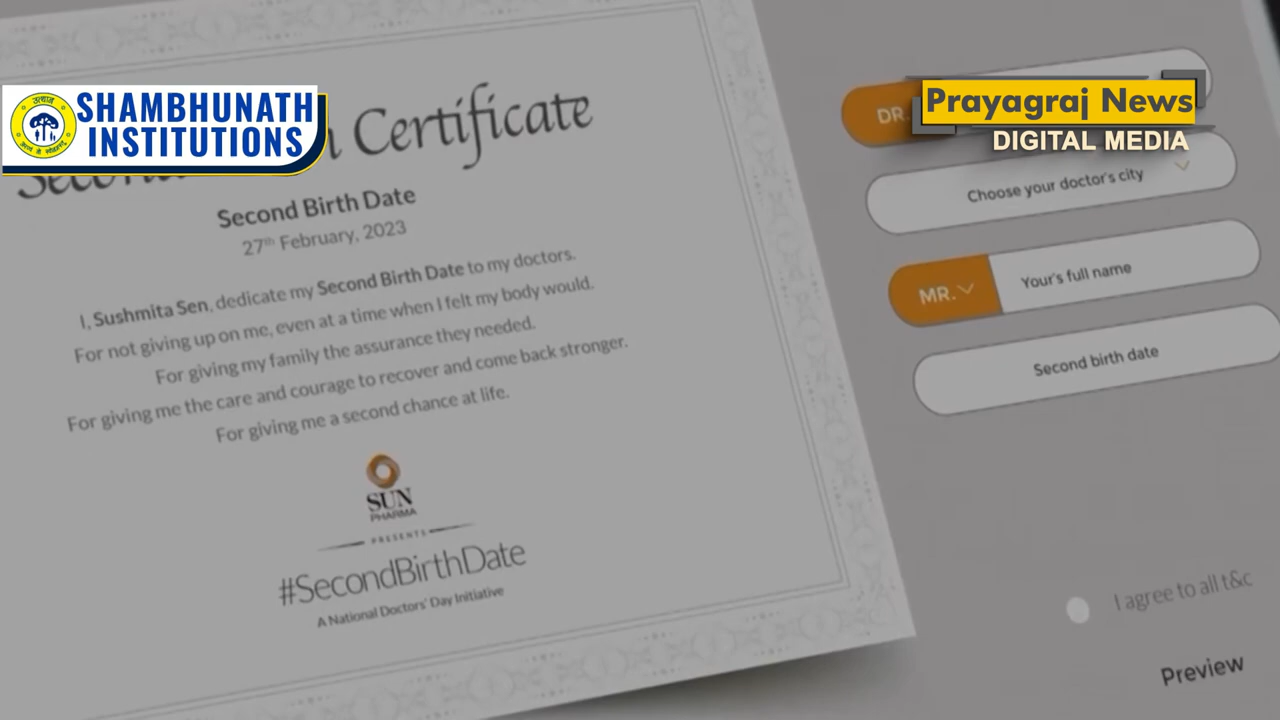 उत्थान
SHAMBHUNATH
INSTITUTIONS
Certificate
Second Birth Date
27th February, 2023
I, Sushmita Sen, dedicate my Second Birth Date to my doctors.
For not giving up on me, even at a time when I felt my body would.
For giving my family the assurance they needed.
For giving me the care and courage to recover and come back stronger.
For giving me a second chance at life.
SUN
PHARMA
PRESENTS
#SecondBirthDate
A National Doctors' Day Initiative
Prayagraj News
DIGITAL MEDIA
DR.
Choose your doctor's city
MR.
Your's full name
Second birth date
I agree to all t&c
Preview